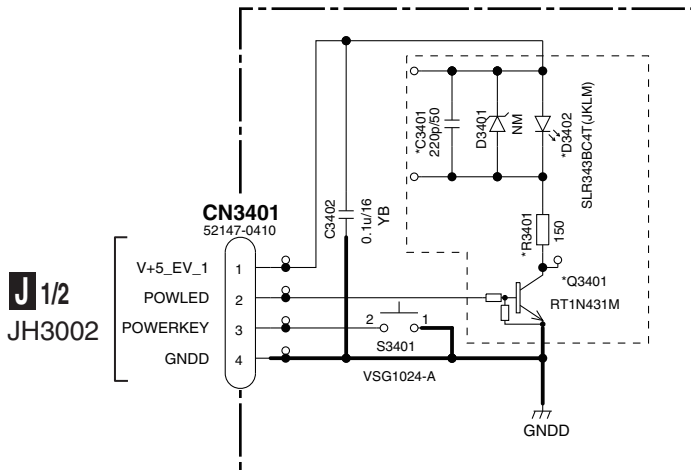 *C3401
220p/50
D3401
NM
*D3402
SLR343BC4T(JKLM)
CN3401
52147-0410
C3402
0.1u/16
YB
*R3401
150
J 1/2
JH3002
V+5_EV_1
1
POWLED
2
POWERKEY
3
GNDD
4
*Q3401
RT1N431M
2
1
S3401
VSG1024-A
GNDD